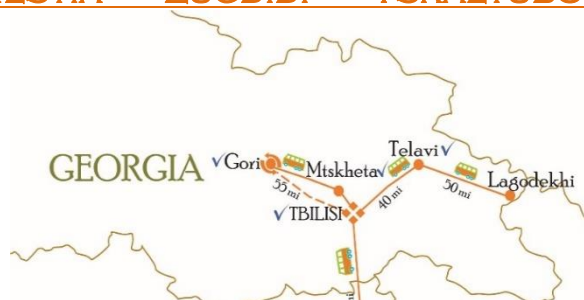 Telavi
GEORGIA
Gori
Mtskheta
Lagodekhi
55 mi
40 mi
50 mi
TBILISI